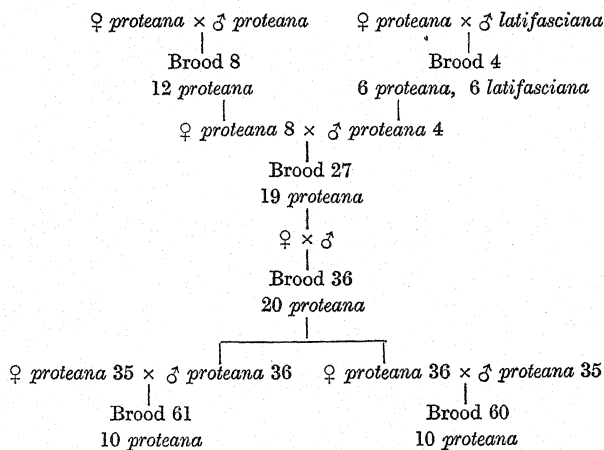 ♀ proteana × ♂ proteana ♀ proteana × ♂ latifasciana
Brood 8 Brood 4
12 proteana 6 proteana, 6 latifasciana
♀ proteana 8 × ♂ proteana 4
Brood 27
19 proteana
♀ × ♂
Brood 36
20 proteana
♀ proteana 35 × ♂ proteana 36 ♀ proteana 36 × ♂ proteana 35
Brood 61 Brood 60
10 proteana 10 proteana